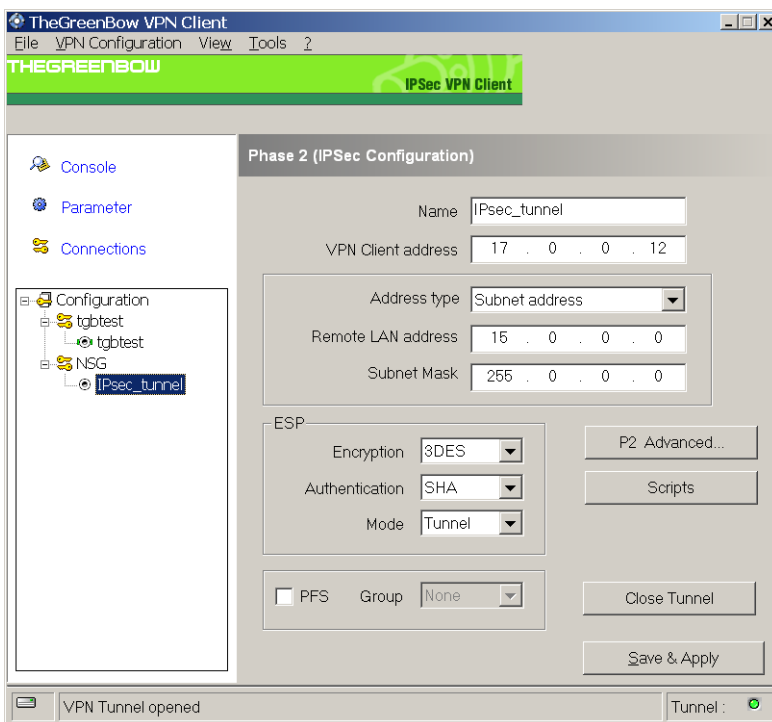 TheGreenBow VPN Client
File VPN Configuration View Tools ?
THEGREENBOW
IPSec VPN Client
Console
Parameter
Connections
Configuration
tgbtest
tgbtest
NSG
IPsec_tunnel
Phase 2 (IPSec Configuration)
Name IPsec_tunnel
VPN Client address 17 . 0 . 0 . 12
Address type Subnet address
Remote LAN address 15 . 0 . 0 . 0
Subnet Mask 255 . 0 . 0 . 0
ESP
Encryption 3DES
Authentication SHA
Mode Tunnel
P2 Advanced...
Scripts
PFS Group None
Close Tunnel
Save & Apply
VPN Tunnel opened
Tunnel :